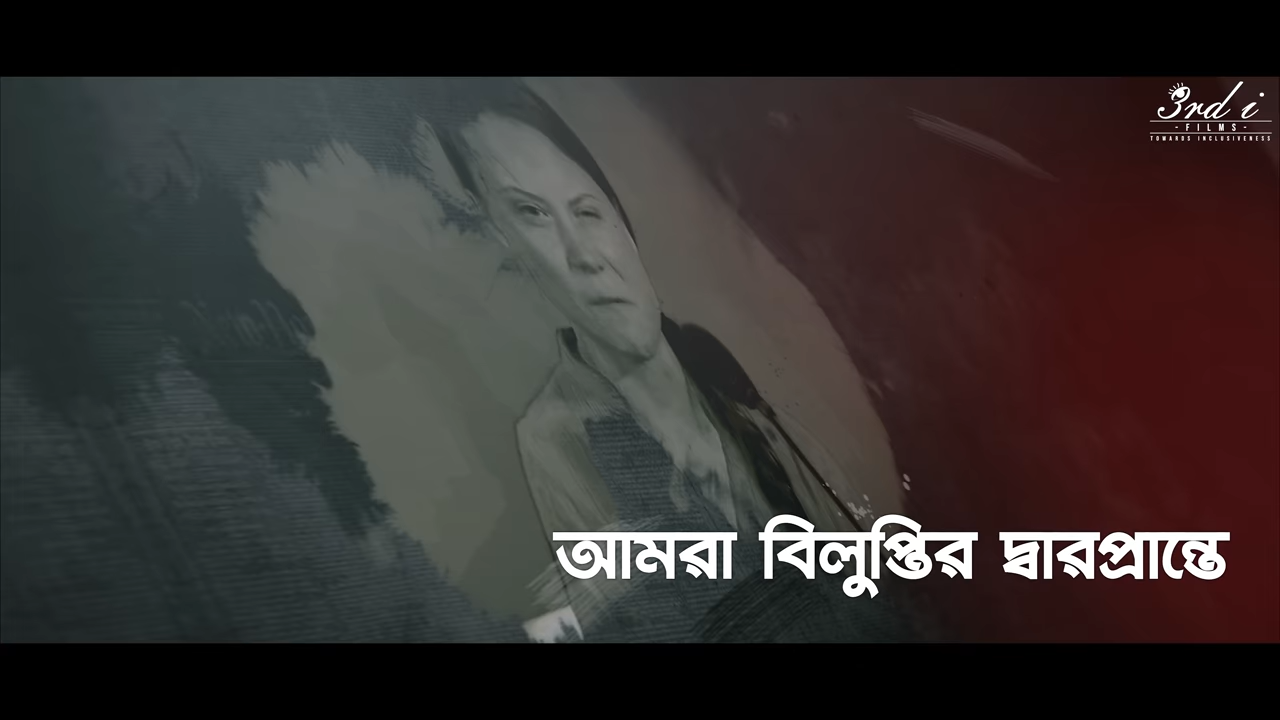 3rd i
-FILMS-
TOWARDS INCLUSIVENESS
আমরা বিলুপ্তির দ্বারপ্রান্তে